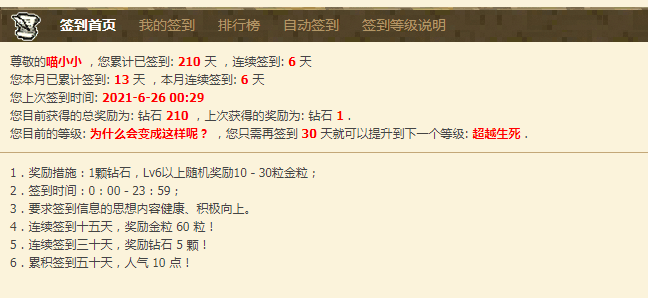 签到首页 我的签到 排行榜 自动签到 签到等级说明
尊敬的喵小小 ，您累计已签到: 210 天 ，连续签到: 6 天
您本月已累计签到: 13 天 ，本月连续签到: 6 天
您上次签到时间: 2021-6-26 00:29
您目前获得的总奖励为: 钻石 210 ，上次获得的奖励为: 钻石 1 .
您目前的等级: 为什么会变成这样呢？ ，您只需再签到 30 天就可以提升到下一个等级: 超越生死 .
1．奖励措施：1颗钻石，Lv6以上随机奖励10－30粒金粒；
2．签到时间：0：00－23：59；
3．要求签到信息的思想内容健康、积极向上。
4．连续签到十五天，奖励金粒 60 粒！
5．连续签到三十天，奖励钻石 5 颗！
6．累积签到五十天，人气 10 点！